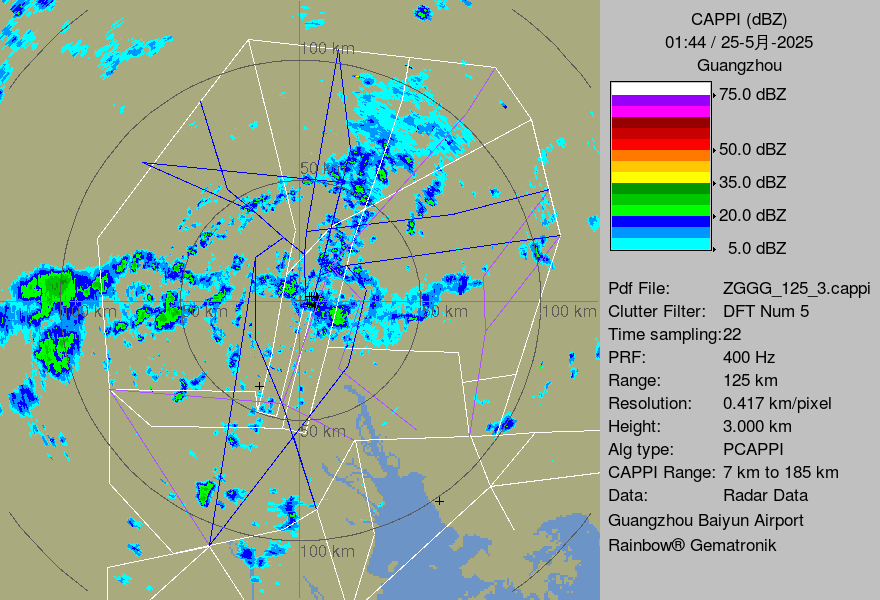 CAPPI (dBZ)
01:44 / 25-5月-2025
Guangzhou
75.0 dBZ
50.0 dBZ
35.0 dBZ
20.0 dBZ
5.0 dBZ
Pdf File: ZGGG_125_3.cappi
Clutter Filter: DFT Num 5
Time sampling:22
PRF: 400 Hz
Range: 125 km
Resolution: 0.417 km/pixel
Height: 3.000 km
Alg type: PCAPPI
CAPPI Range: 7 km to 185 km
Data: Radar Data
Guangzhou Baiyun Airport
Rainbow® Gematronik
100 km
50 km
100 km
50 km
50 km
100 km
50 km
100 km